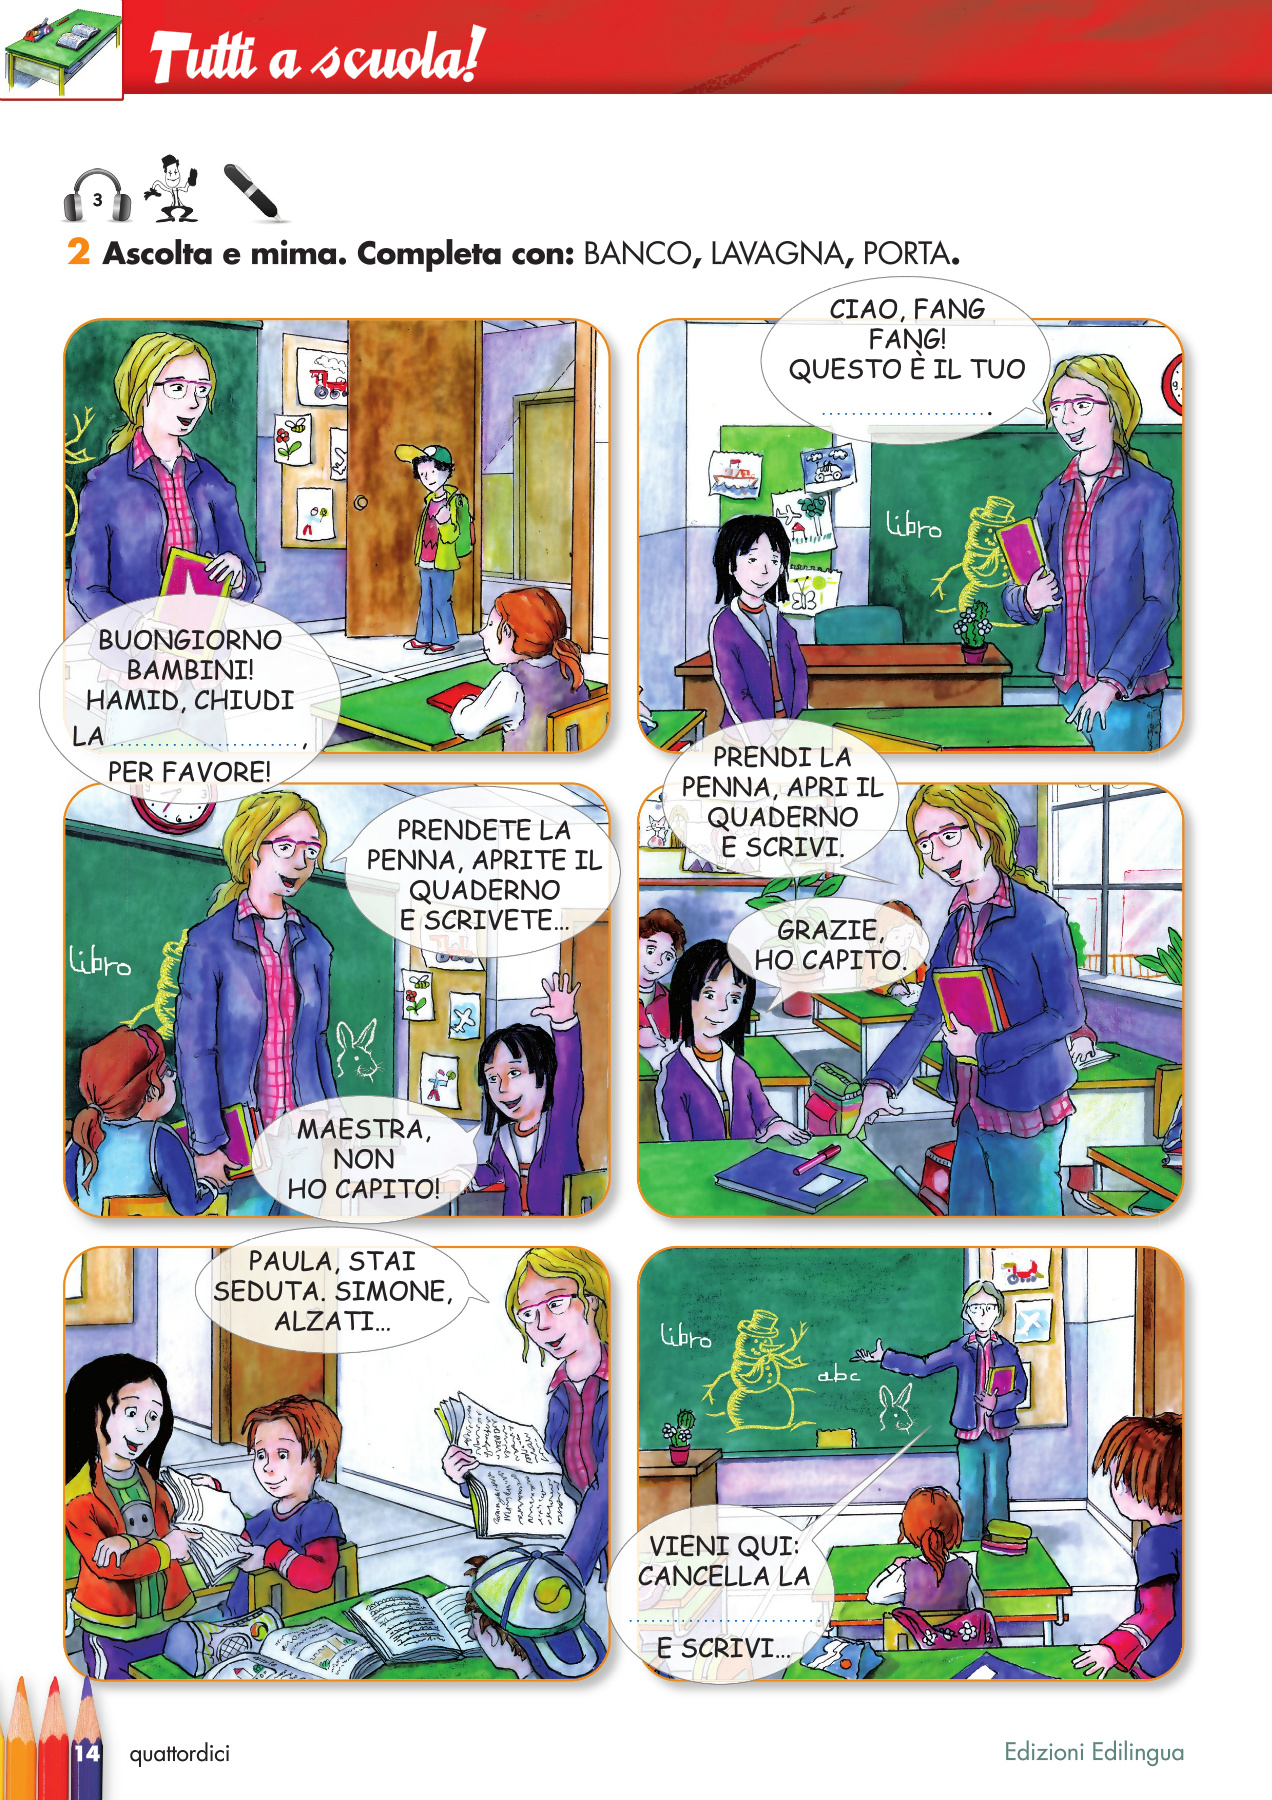 Tutti a scuola!
3
2 Ascolta e mima. Completa con: BANCO, LAVAGNA, PORTA.
BUONGIORNO
BAMBINI!
HAMID, CHIUDI
LA ........................,
PER FAVORE!
CIAO, FANG
FANG!
QUESTO È IL TUO
......................
libro
PRENDETE LA
PENNA, APRITE IL
QUADERNO
E SCRIVETE...
libro
MAESTRA,
NON
HO CAPITO!
PRENDI LA
PENNA, APRI IL
QUADERNO
E SCRIVI.
GRAZIE,
HO CAPITO.
PAULA, STAI
SEDUTA. SIMONE,
ALZATI...
libro
abc
VIENI QUI:
CANCELLA LA
........................
E SCRIVI...
14
quattordici
Edizioni Edilingua